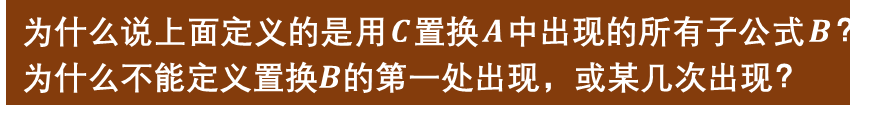 为什么说上面定义的是用C置换A中出现的所有子公式B?
为什么不能定义置换B的第一处出现，或某几次出现?